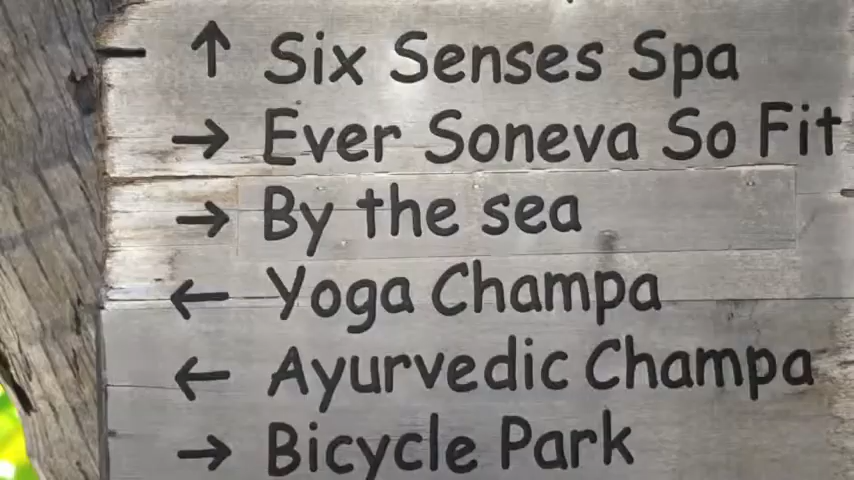 ↑ Six Senses Spa
→ Ever Soneva So Fit
→ By the sea
← Yoga Champa
← Ayurvedic Champa
→ Bicycle Park